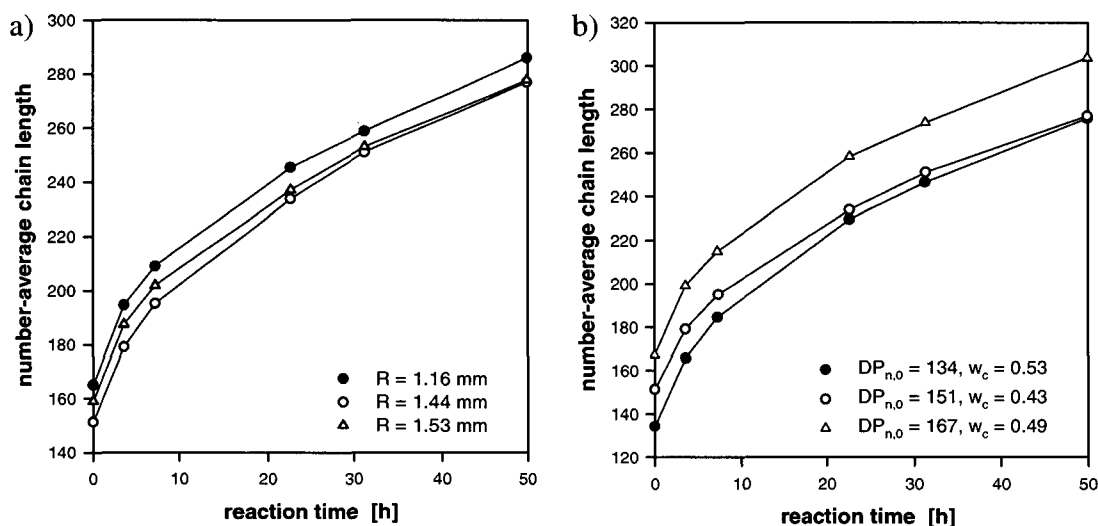 a)
number-average chain length
300
280
260
240
220
200
180
160
140
0 10 20 30 40 50
reaction time [h]
R = 1.16 mm
R = 1.44 mm
R = 1.53 mm
b)
number-average chain length
320
300
280
260
240
220
200
180
160
140
120
0 10 20 30 40 50
reaction time [h]
DPn,0 = 134, wc = 0.53
DPn,0 = 151, wc = 0.43
DPn,0 = 167, wc = 0.49